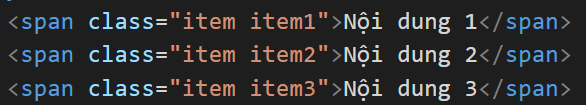 <span class="item item1">Nội dung 1</span>
<span class="item item2">Nội dung 2</span>
<span class="item item3">Nội dung 3</span>